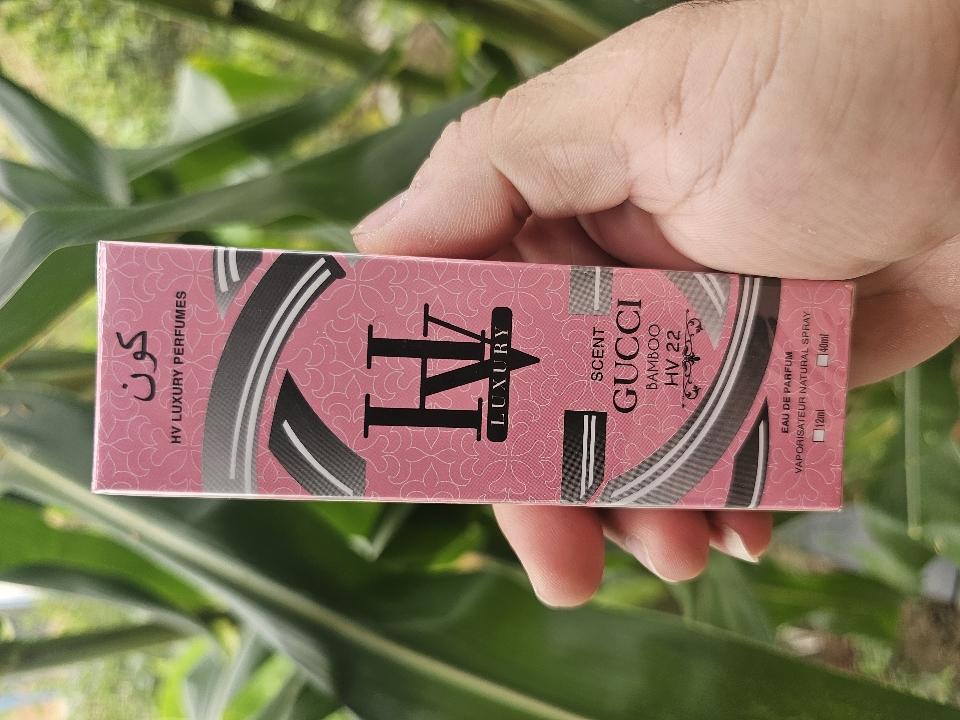 كون
HV LUXURY PERFUMES
HV
LUXURY
SCENT
GUCCI
BAMBOO
HV 22
EAU DE PARFUM
VAPORISATEUR NATURAL SPRAY
12ml 40ml